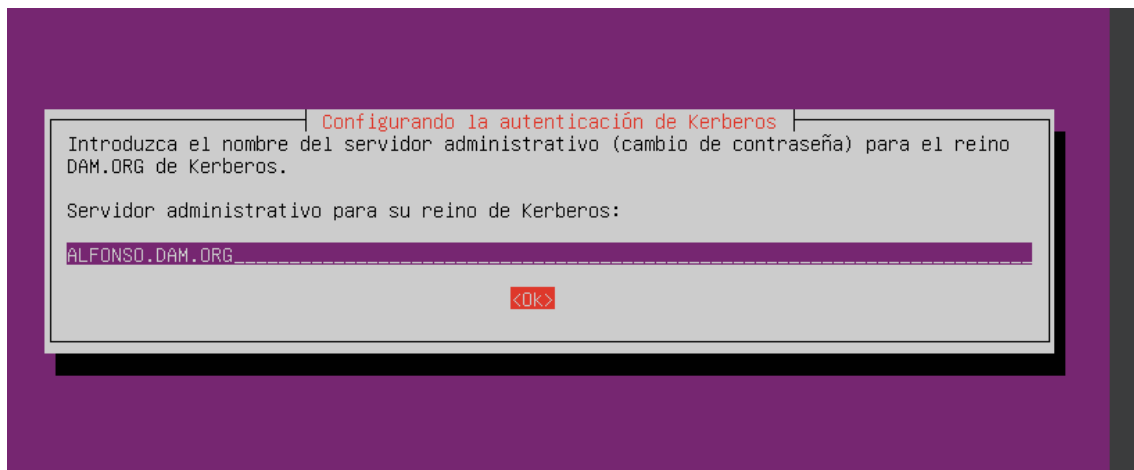 Configurando la autenticación de Kerberos
Introduzca el nombre del servidor administrativo (cambio de contraseña) para el reino
DAM.ORG de Kerberos.
Servidor administrativo para su reino de Kerberos:
ALFONSO.DAM.ORG
<Ok>